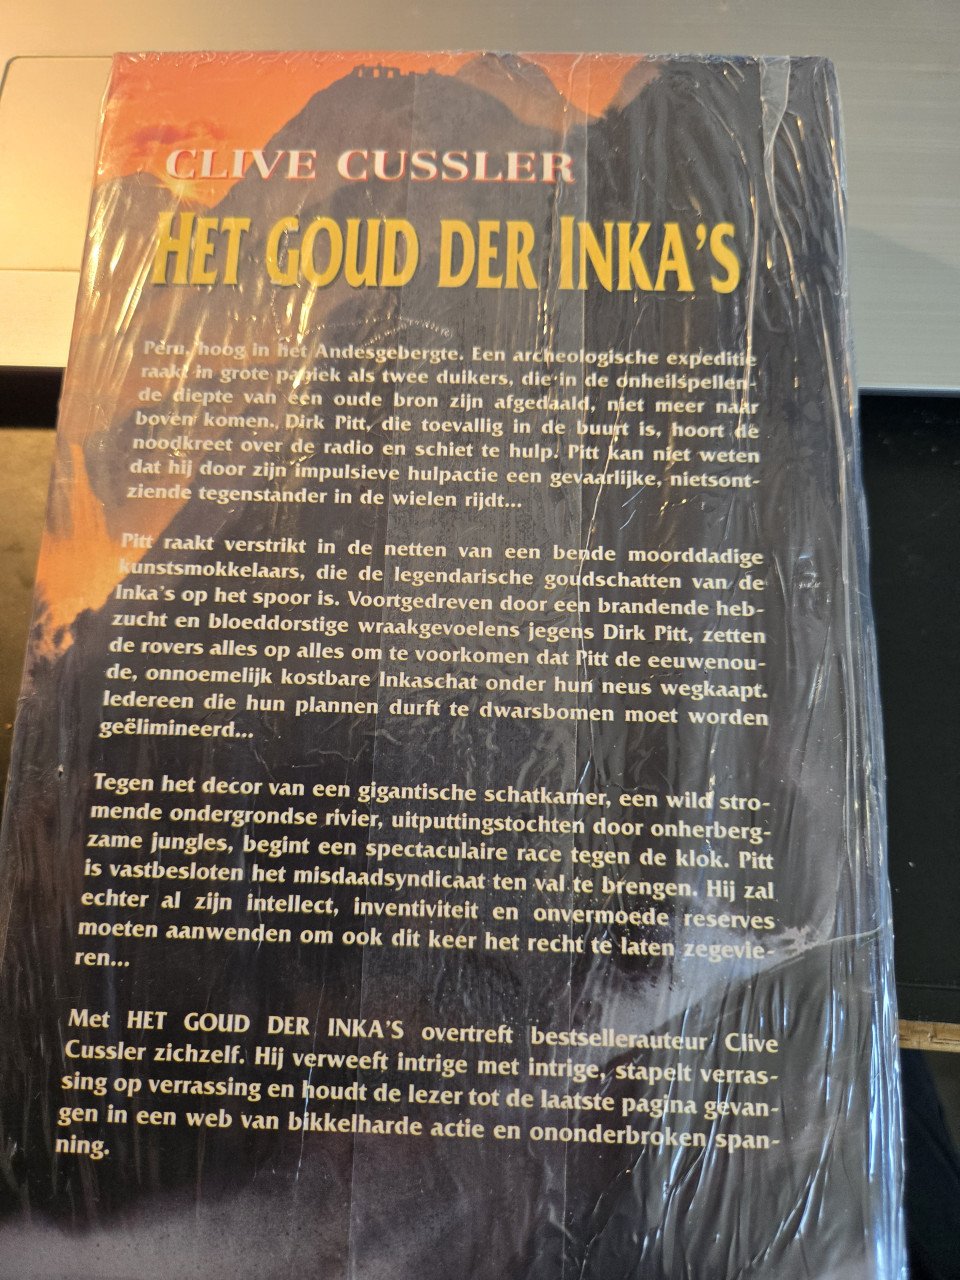 CLIVE CUSSLER
HET GOUD DER INKA'S
Peru, hoog in het Andesgebergte. Een archeologische expeditie
raakt in grote paniek als twee duikers, die in de onheilspellen-
de diepte van een oude bron zijn afgedaald, niet meer naar
boven komen. Dirk Pitt, die toevallig in de buurt is, hoort de
noodkreet over de radio en schiet te hulp. Pitt kan niet weten
dat hij door zijn impulsieve hulpactie een gevaarlijke, nietsont-
ziende tegenstander in de wielen rijdt...
Pitt raakt verstrikt in de netten van een bende moorddadige
kunstsmokkelaars, die de legendarische goudschatten van de
Inka's op het spoor is. Voortgedreven door een brandende heb-
zucht en bloeddorstige wraakgevoelens jegens Dirk Pitt, zetten
de rovers alles op alles om te voorkomen dat Pitt de eeuwenou-
de, onnoemelijk kostbare Inkaschat onder hun neus wegkaapt.
Iedereen die hun plannen durft te dwarsbomen moet worden
geëlimineerd...
Tegen het decor van een gigantische schatkamer, een wild stro-
mende ondergrondse rivier, uitputtingstochten door onherberg-
zame jungles, begint een spectaculaire race tegen de klok. Pitt
is vastbesloten het misdaadsyndicaat ten val te brengen. Hij zal
echter al zijn intellect, inventiviteit en onvermoede reserves
moeten aanwenden om ook dit keer het recht te laten zegevie-
ren...
Met HET GOUD DER INKA'S overtreft bestsellerauteur Clive
Cussler zichzelf. Hij verweeft intrige met intrige, stapelt verras-
sing op verrassing en houdt de lezer tot de laatste pagina gevan-
gen in een web van bikkelharde actie en ononderbroken span-
ning.